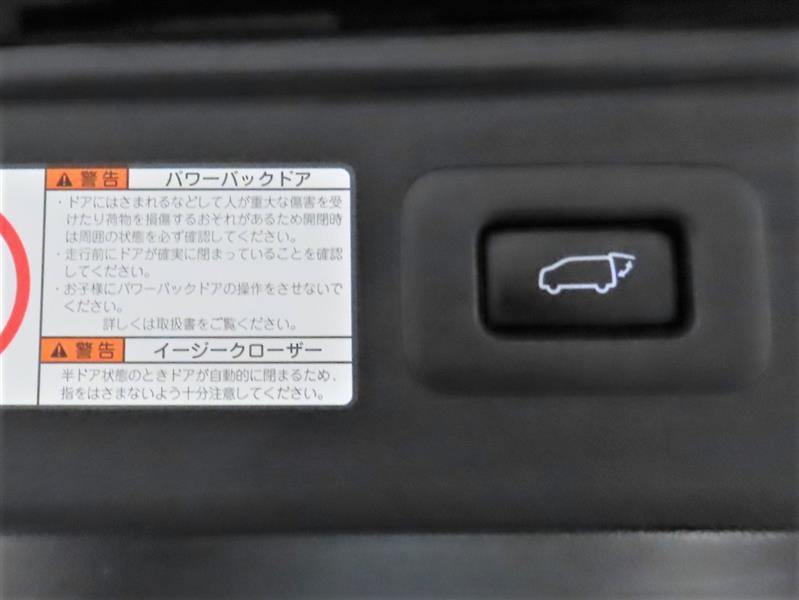 警告 パワーバックドア
・ドアにはさまれるなどして人が重大な傷害を受
けたり荷物を損傷するおそれがあるため開閉時
は周囲の状態を必ず確認してください。
・走行前にドアが確実に閉まっていることを確認
してください。
・お子様にパワーバックドアの操作をさせないで
ください。
詳しくは取扱書をご覧ください。
警告 イージークローザー
半ドア状態のときドアが自動的に閉まるため、
指をはさまないよう十分注意してください。